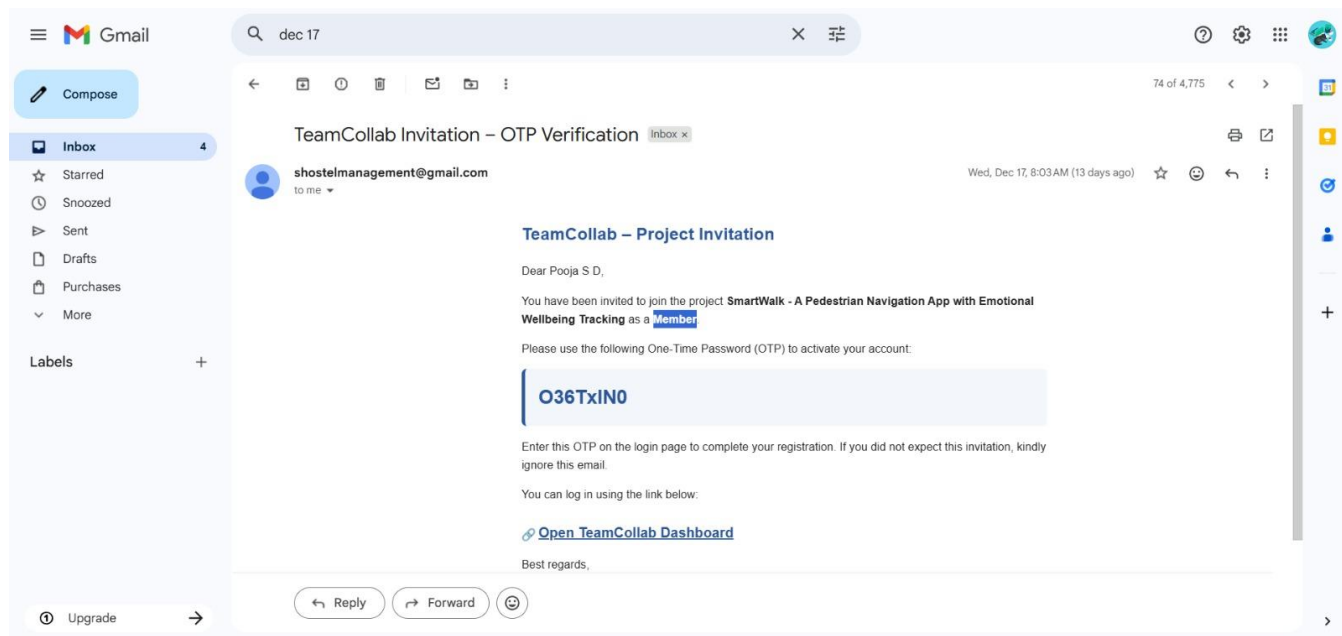 Gmail
dec 17
Compose
74 of 4,775
Inbox 4
Starred
Snoozed
Sent
Drafts
Purchases
More
Labels
TeamCollab Invitation – OTP Verification Inbox ×
shostelmanagement@gmail.com Wed, Dec 17, 8:03 AM (13 days ago)
to me
TeamCollab – Project Invitation
Dear Pooja S D,
You have been invited to join the project SmartWalk - A Pedestrian Navigation App with Emotional
Wellbeing Tracking as a Member
Please use the following One-Time Password (OTP) to activate your account:
O36TxIN0
Enter this OTP on the login page to complete your registration. If you did not expect this invitation, kindly
ignore this email.
You can log in using the link below:
Open TeamCollab Dashboard
Best regards,
Reply Forward
Upgrade
31